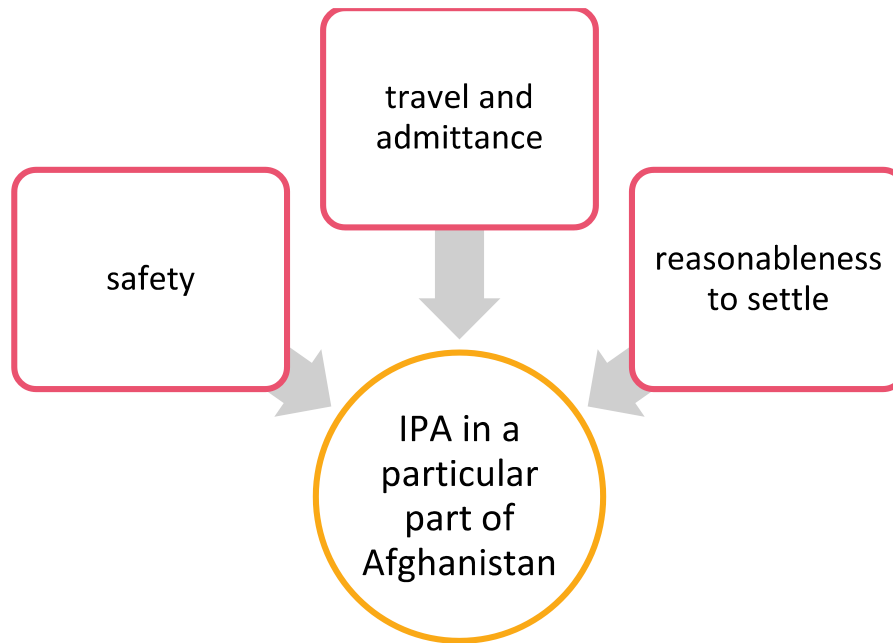 travel and
admittance
safety
reasonableness
to settle
IPA in a
particular
part of
Afghanistan